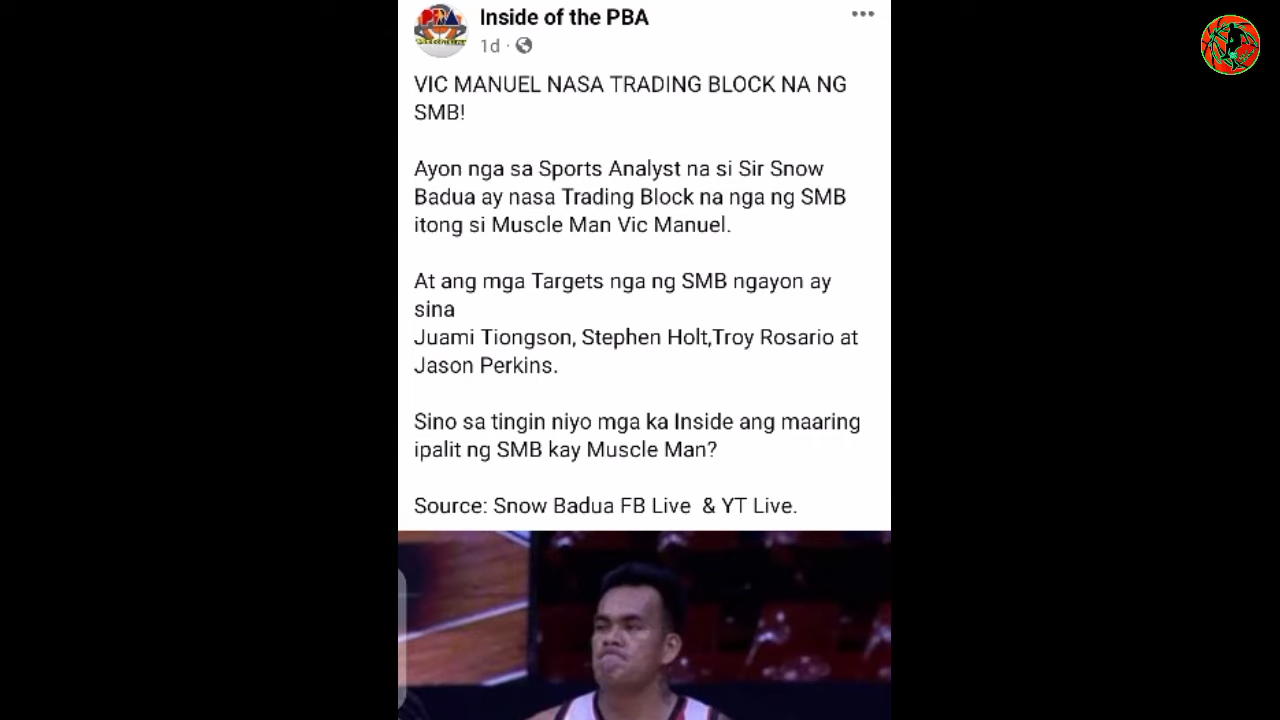 Inside of the PBA
1d ·
VIC MANUEL NASA TRADING BLOCK NA NG
SMB!
Ayon nga sa Sports Analyst na si Sir Snow
Badua ay nasa Trading Block na nga ng SMB
itong si Muscle Man Vic Manuel.
At ang mga Targets nga ng SMB ngayon ay
sina
Juami Tiongson, Stephen Holt,Troy Rosario at
Jason Perkins.
Sino sa tingin niyo mga ka Inside ang maaring
ipalit ng SMB kay Muscle Man?
Source: Snow Badua FB Live  & YT Live.